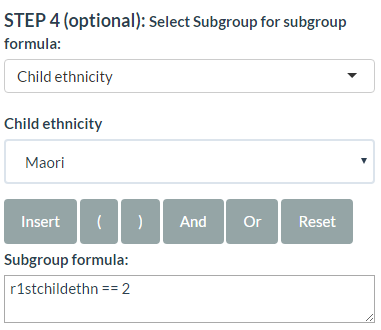 STEP 4 (optional): Select Subgroup for subgroup
formula:
Child ethnicity
Child ethnicity
Maori
Insert ( ) And Or Reset
Subgroup formula:
r1stchildethn == 2